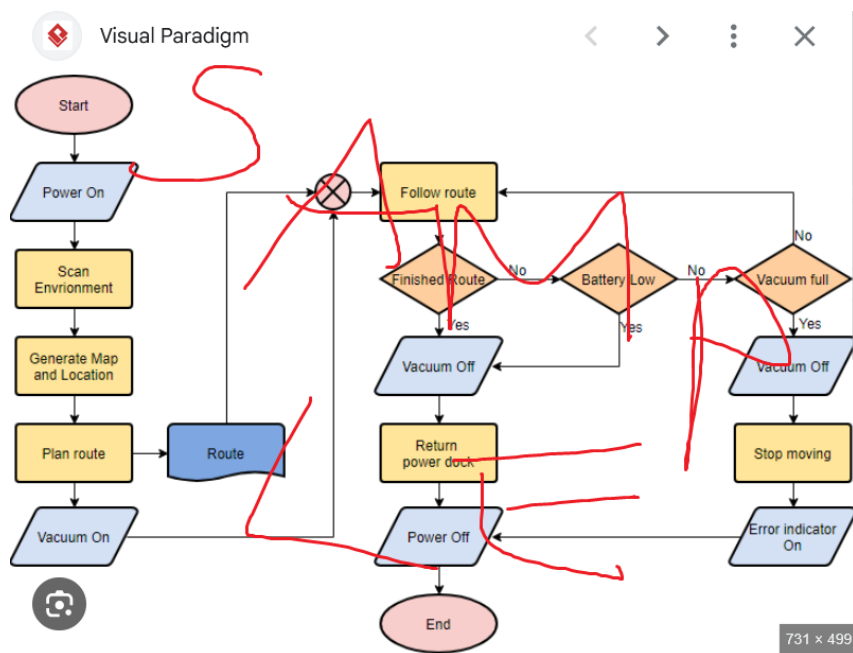 Visual Paradigm
Start
Power On
Scan
Envrionment
Generate Map
and Location
Plan route
Route
Vacuum On
Follow route
Finished Route
No
Yes
Battery Low
No
Yes
Vacuum full
No
Yes
Vacuum Off
Return
power dock
Power Off
End
Vacuum Off
Stop moving
Error indicator
On
SAMPLE
731 × 499